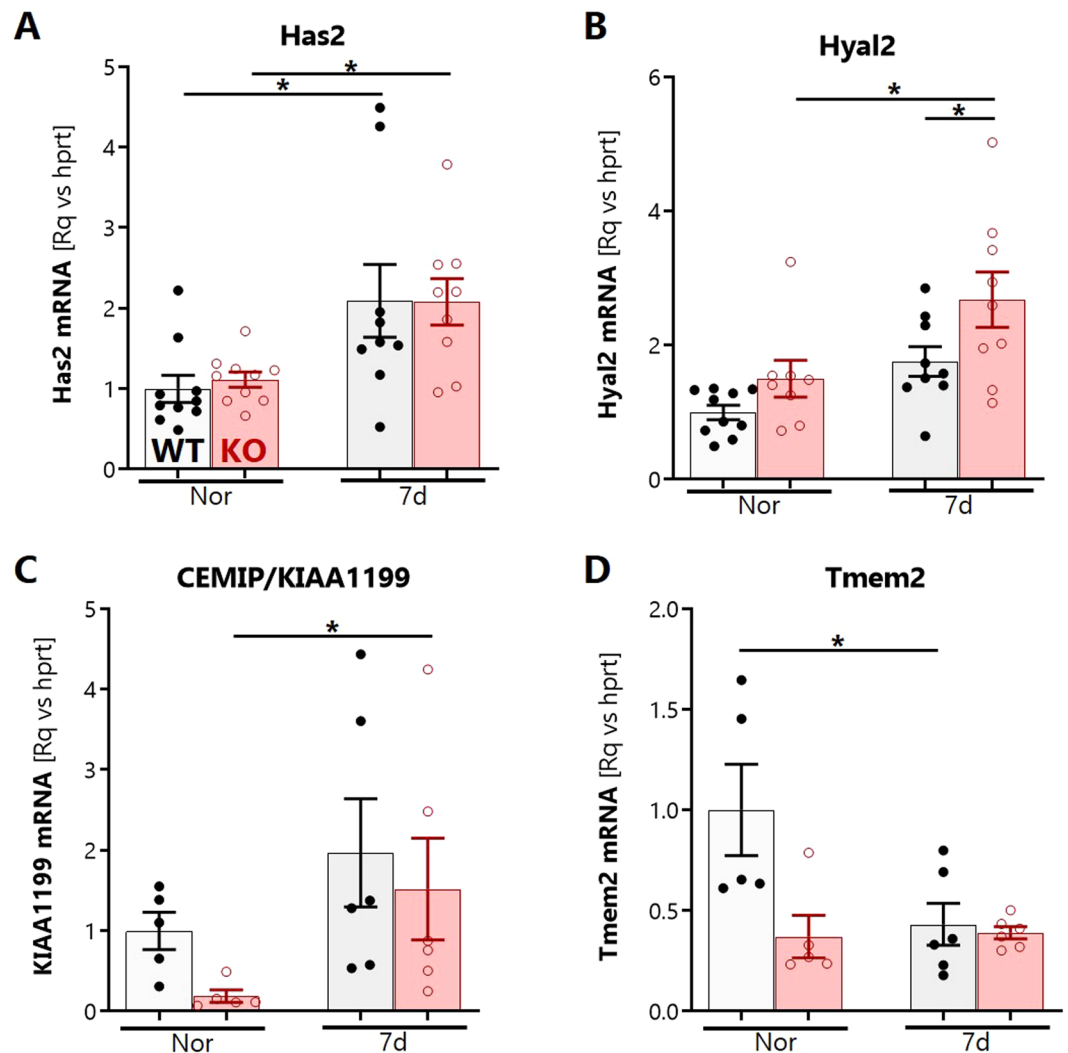 A
Has2
Has2 mRNA [Rq vs hprt]
5
4
3
2
1
0
*
*
WT
KO
Nor
7d
B
Hyal2
Hyal2 mRNA [Rq vs hprt]
6
4
2
0
*
*
Nor
7d
C
CEMIP/KIAA1199
KIAA1199 mRNA [Rq vs hprt]
5
4
3
2
1
0
*
Nor
7d
D
Tmem2
Tmem2 mRNA [Rq vs hprt]
2.0
1.5
1.0
0.5
0.0
*
Nor
7d